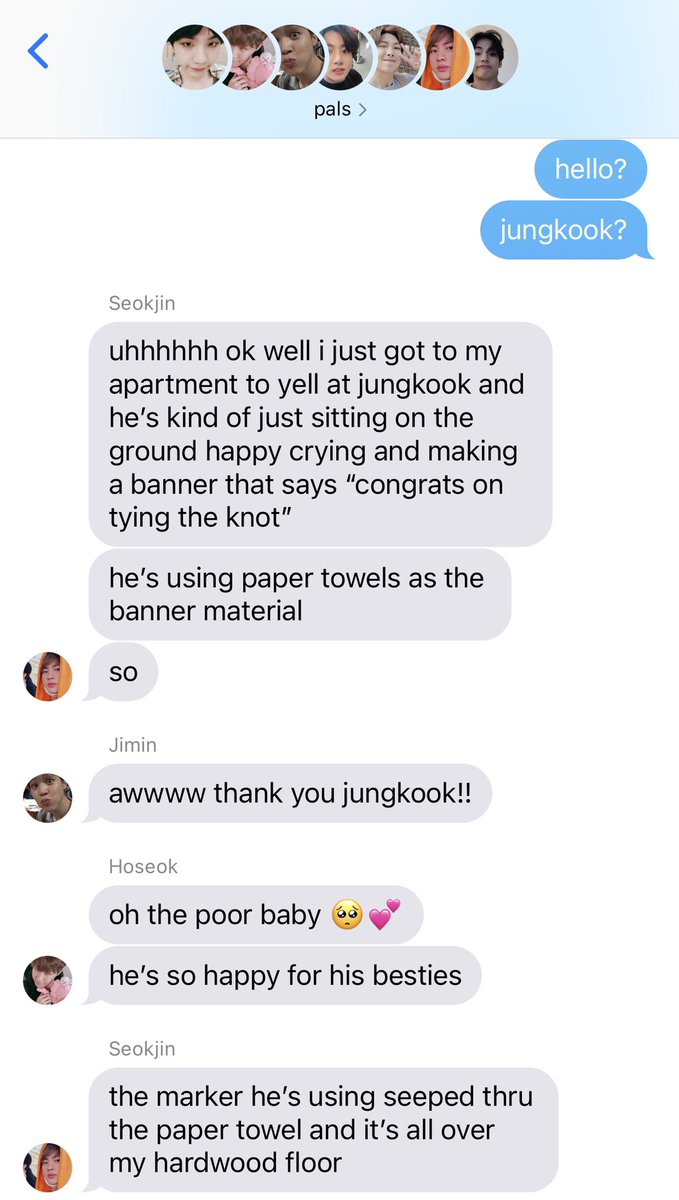 pals
hello?
jungkook?
Seokjin
uhhhhhh ok well i just got to my
apartment to yell at jungkook and
he’s kind of just sitting on the
ground happy crying and making
a banner that says “congrats on
tying the knot”
he’s using paper towels as the
banner material
so
Jimin
awwww thank you jungkook!!
Hoseok
oh the poor baby 🥺💕
he’s so happy for his besties
Seokjin
the marker he’s using seeped thru
the paper towel and it’s all over
my hardwood floor